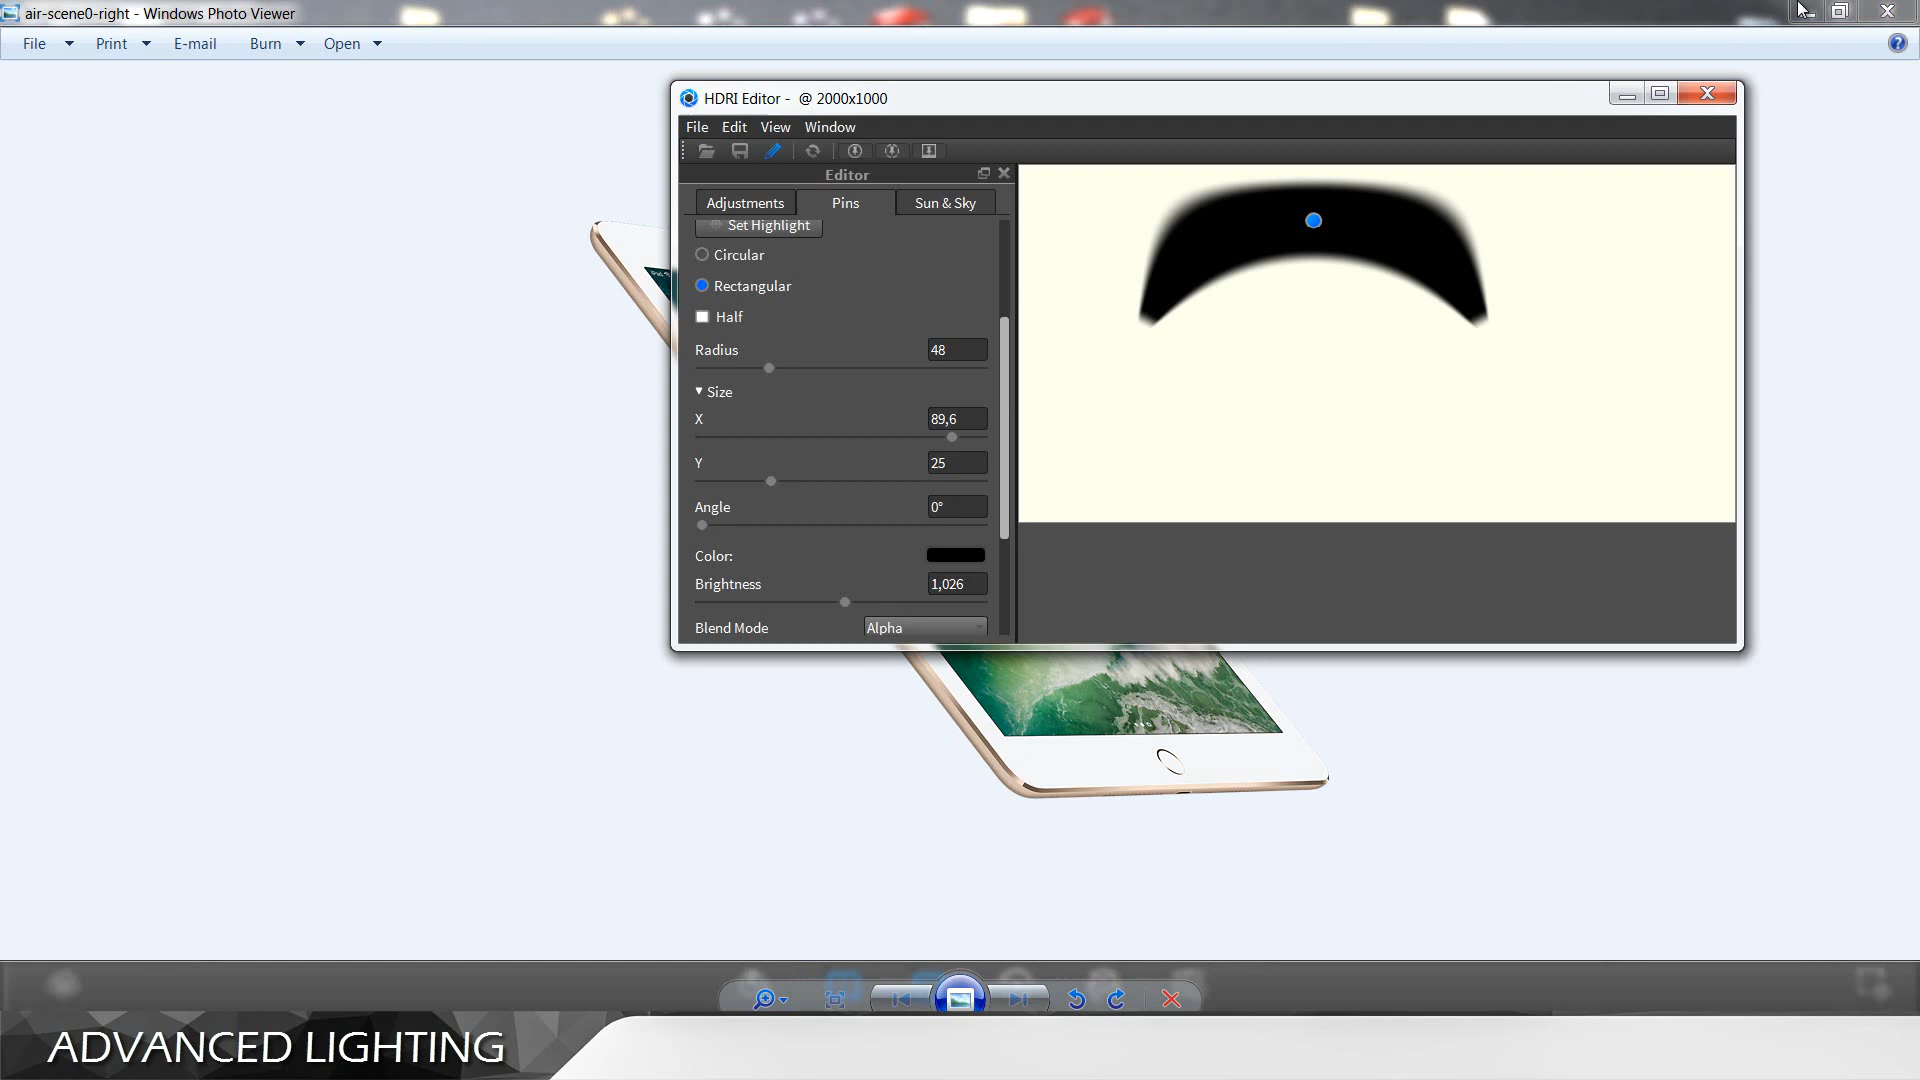 air-scene0-right - Windows Photo Viewer
File Print E-mail Burn Open
HDRI Editor - @ 2000x1000
File Edit View Window
Editor
Adjustments Pins Sun & Sky
Set Highlight
Circular
Rectangular
Half
Radius 48
Size
X 89,6
Y 25
Angle 0°
Color:
Brightness 1,026
Blend Mode Alpha
ADVANCED LIGHTING